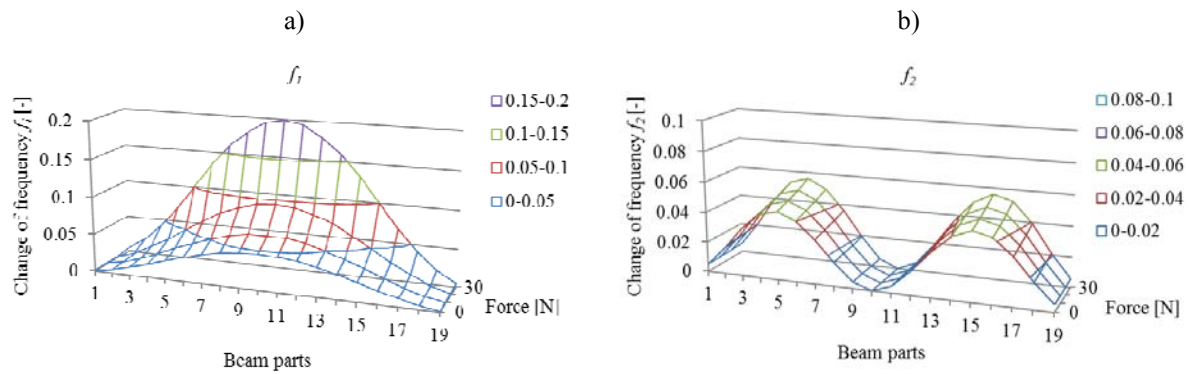 a)
b)
f1
0.15-0.2
0.1-0.15
0.05-0.1
0-0.05
Change of frequency f1 [-]
0.2
0.15
0.1
0.05
0
1 3 5 7 9 11 13 15 17 19
30
0
Force [N]
Beam parts
f2
0.08-0.1
0.06-0.08
0.04-0.06
0.02-0.04
0-0.02
Change of frequency f2 [-]
0.1
0.08
0.06
0.04
0.02
0
1 3 5 7 9 11 13 15 17 19
30
0
Force [N]
Beam parts